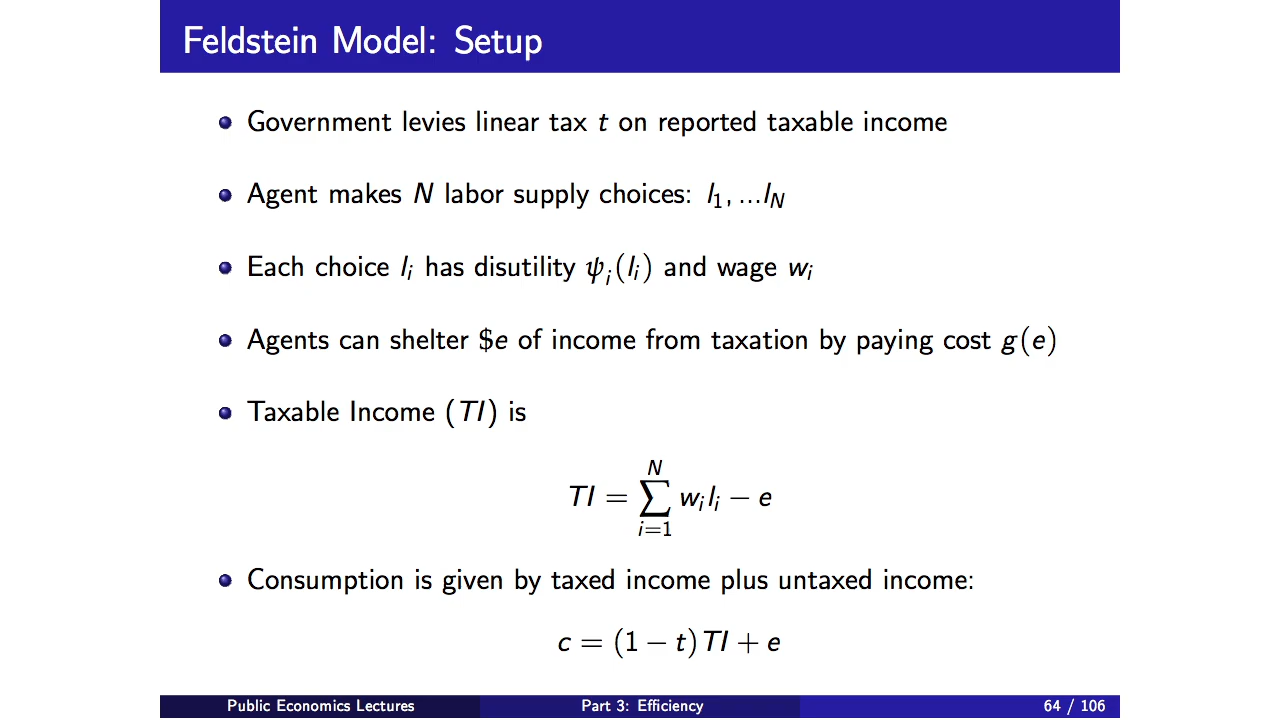 Feldstein Model: Setup
Government levies linear tax t on reported taxable income
Agent makes N labor supply choices: l₁, ...l_N
Each choice l_i has disutility ψ_i(l_i) and wage w_i
Agents can shelter $e of income from taxation by paying cost g(e)
Taxable Income (TI) is
TI = ∑_{i=1}^{N} w_i l_i − e
Consumption is given by taxed income plus untaxed income:
c = (1 − t)TI + e
Public Economics Lectures
Part 3: Efficiency
64 / 106